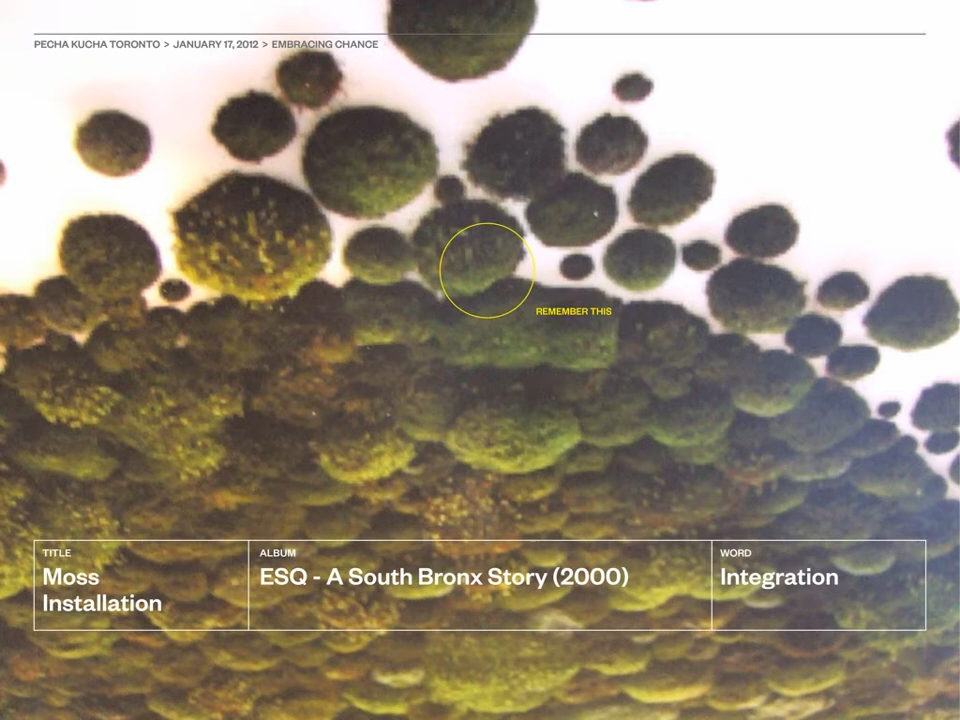 PECHA KUCHA TORONTO > JANUARY 17, 2012 > EMBRACING CHANCE
REMEMBER THIS
TITLE
Moss
Installation
ALBUM
ESQ - A South Bronx Story (2000)
WORD
Integration